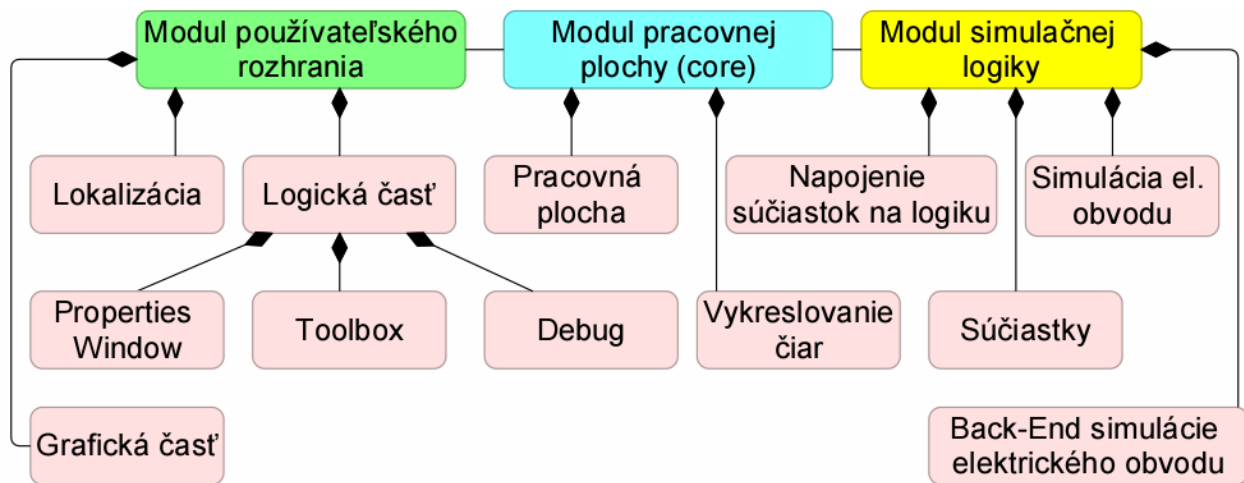 Modul používateľského
rozhrania
Modul pracovnej
plochy (core)
Modul simulačnej
logiky
Lokalizácia
Logická časť
Pracovná
plocha
Napojenie
súčiastok na logiku
Simulácia el.
obvodu
Properties
Window
Toolbox
Debug
Vykreslovanie
čiar
Súčiastky
Grafická časť
Back-End simulácie
elektrického obvodu